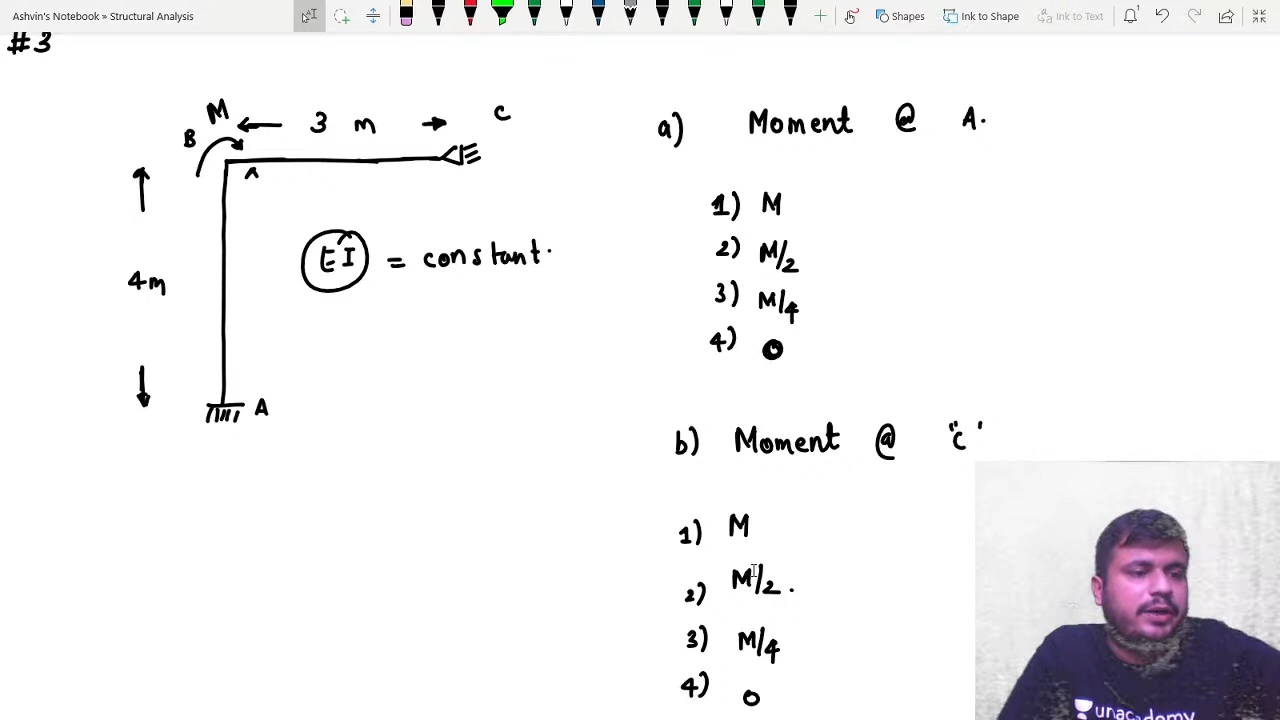 Ashvin's Notebook » Structural Analysis
Shapes
Ink to Shape
Ink to Text
#3
M
B
3 m
C
4m
EI = constant.
A
a) Moment @ A.
1) M
2) M/2
3) M/4
4) 0
b) Moment @ "C"
1) M
2) M/2.
3) M/4
4) 0
unacademy